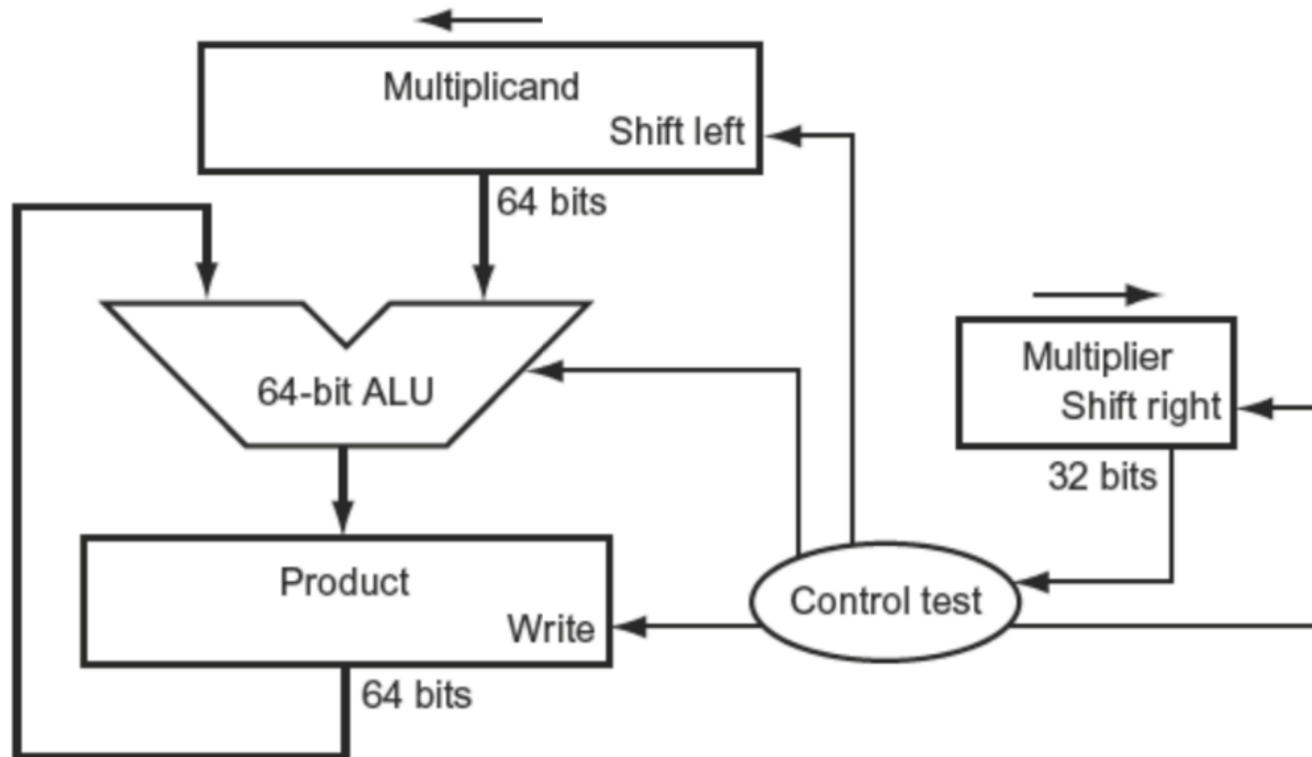 Multiplicand
Shift left
64 bits
64-bit ALU
Multiplier
Shift right
32 bits
Product
Write
Control test
64 bits